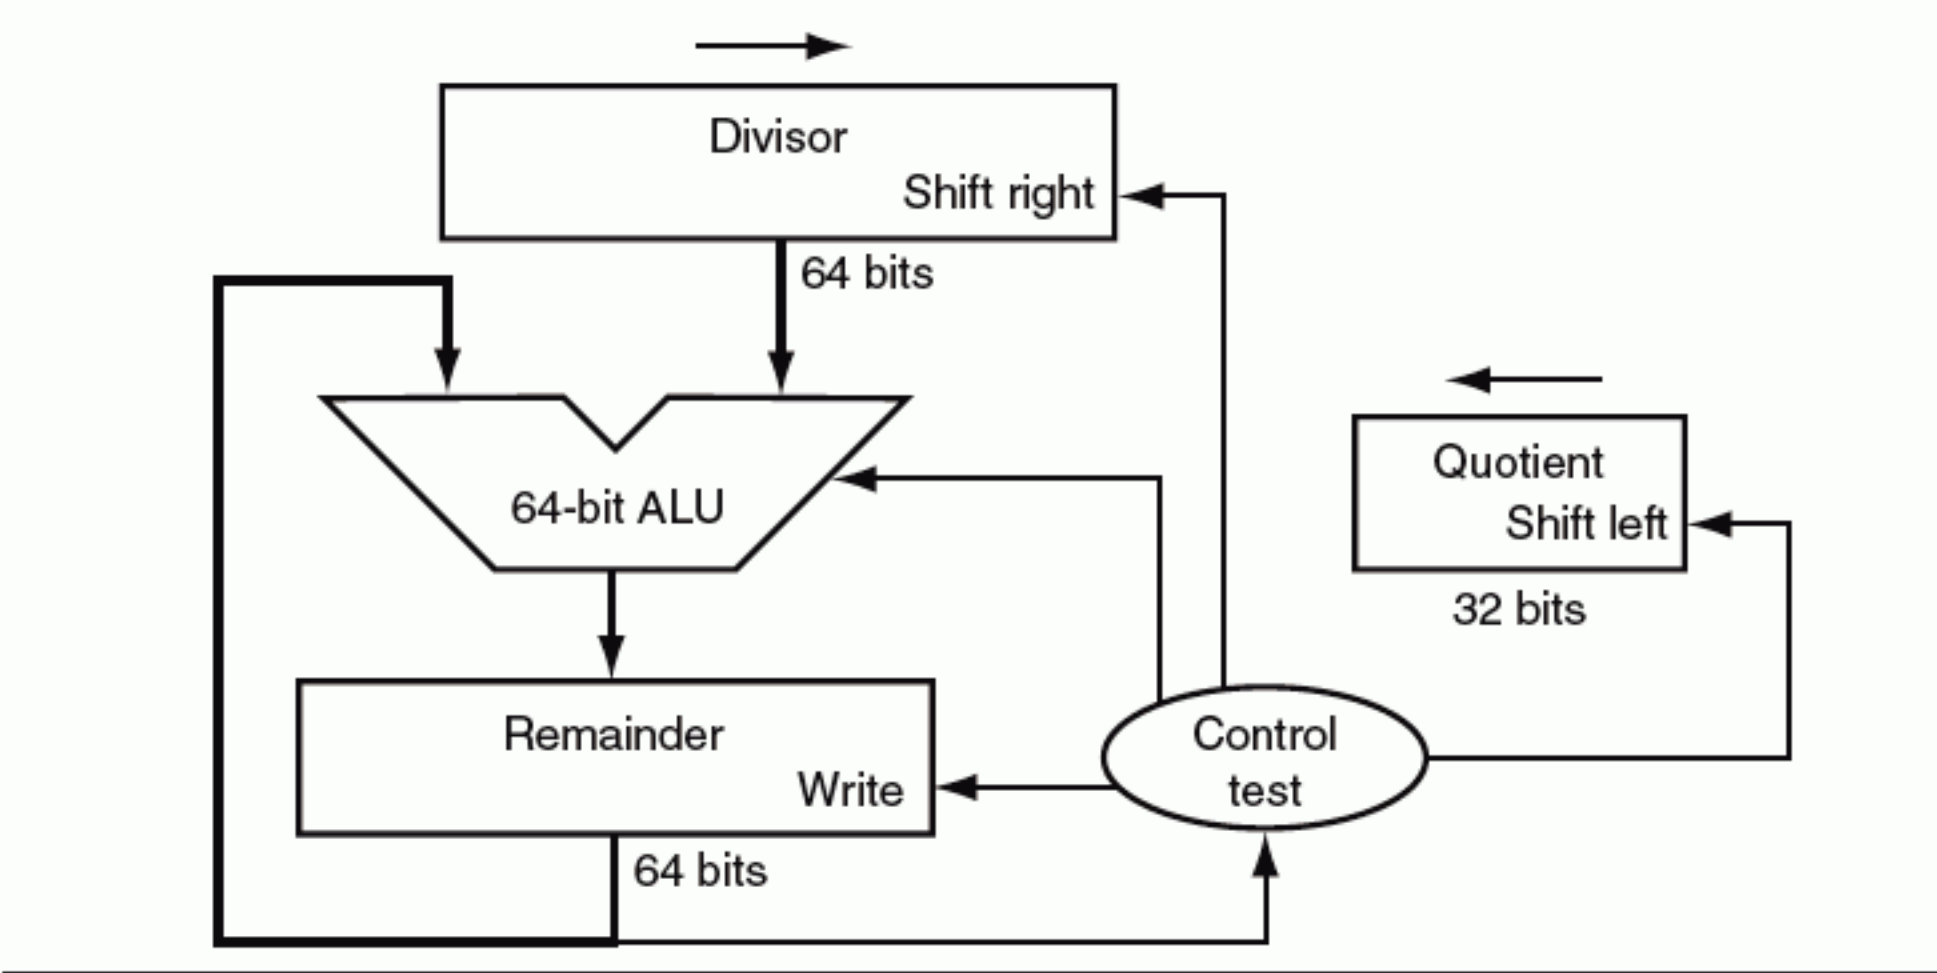 Divisor
Shift right
64 bits
Quotient
Shift left
32 bits
64-bit ALU
Remainder
Write
64 bits
Control
test